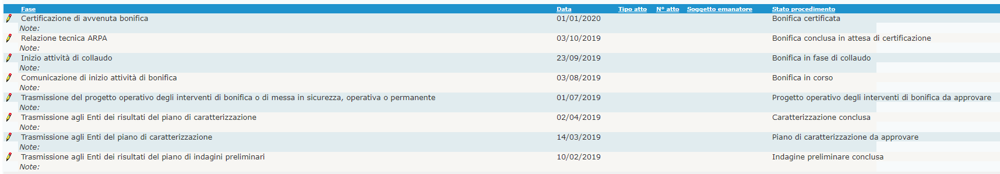 Fase Data Tipo atto N° atto Soggetto emanatore Stato procedimento
Certificazione di avvenuta bonifica 01/01/2020 Bonifica certificata
Note:
Relazione tecnica ARPA 03/10/2019 Bonifica conclusa in attesa di certificazione
Note:
Inizio attività di collaudo 23/09/2019 Bonifica in fase di collaudo
Note:
Comunicazione di inizio attività di bonifica 03/08/2019 Bonifica in corso
Note:
Trasmissione del progetto operativo degli interventi di bonifica o di messa in sicurezza, operativa o permanente 01/07/2019 Progetto operativo degli interventi di bonifica da approvare
Note:
Trasmissione agli Enti dei risultati del piano di caratterizzazione 02/04/2019 Caratterizzazione conclusa
Note:
Trasmissione agli Enti del piano di caratterizzazione 14/03/2019 Piano di caratterizzazione da approvare
Note:
Trasmissione agli Enti dei risultati del piano di indagini preliminari 10/02/2019 Indagine preliminare conclusa
Note: